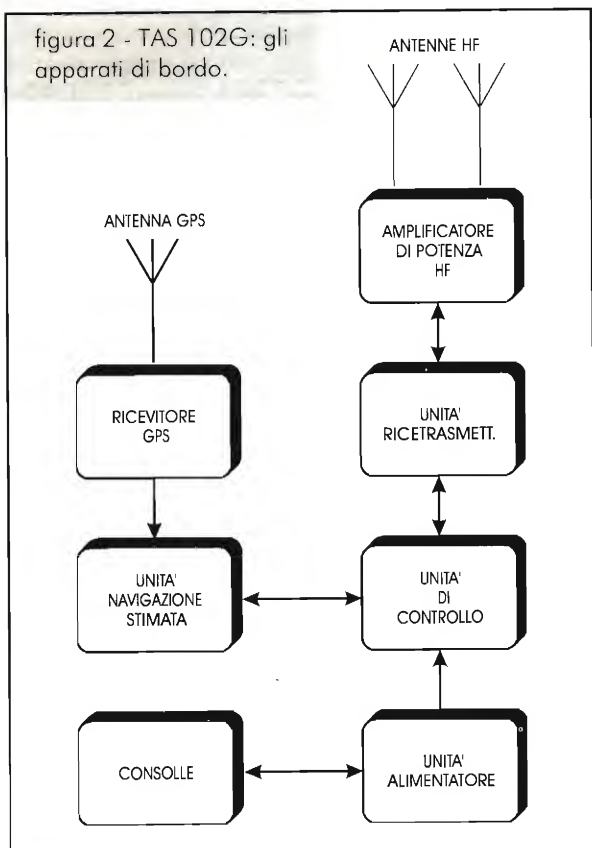 figura 2 - TAS 102G: gli
apparati di bordo.
ANTENNE HF
ANTENNA GPS
AMPLIFICATORE
DI POTENZA
HF
RICEVITORE
GPS
UNITA'
RICETRASMETT.
UNITA'
NAVIGAZIONE
STIMATA
UNITA'
DI
CONTROLLO
CONSOLLE
UNITA'
ALIMENTATORE